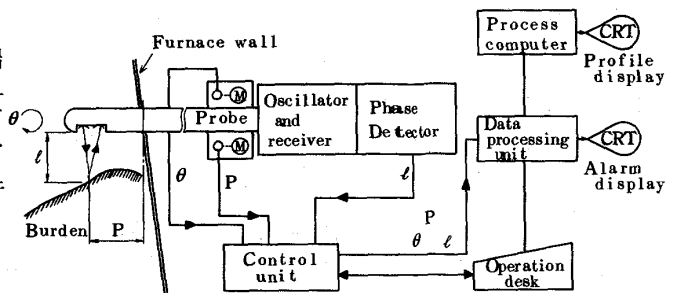 Furnace wall
θ
M
Probe
M
Oscillator
and
receiver
Phase
Detector
Process
computer
CRT
Profile
display
Data
processing
unit
CRT
Alarm
display
ℓ
θ
P
ℓ
P
θ ℓ
Burden
P
Control
unit
Operation
desk